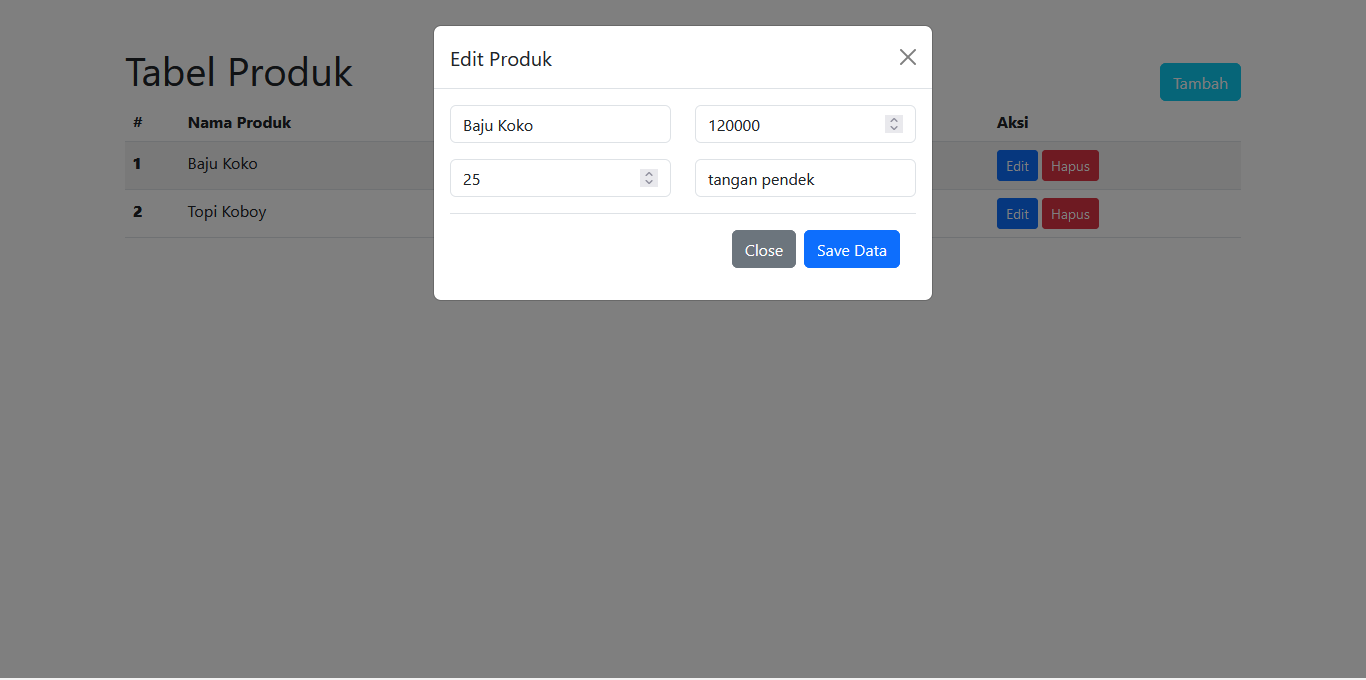 Edit Produk
Tabel Produk
Tambah
Baju Koko 120000
25 tangan pendek
Close Save Data
# Nama Produk Aksi
1 Baju Koko Edit Hapus
2 Topi Koboy Edit Hapus